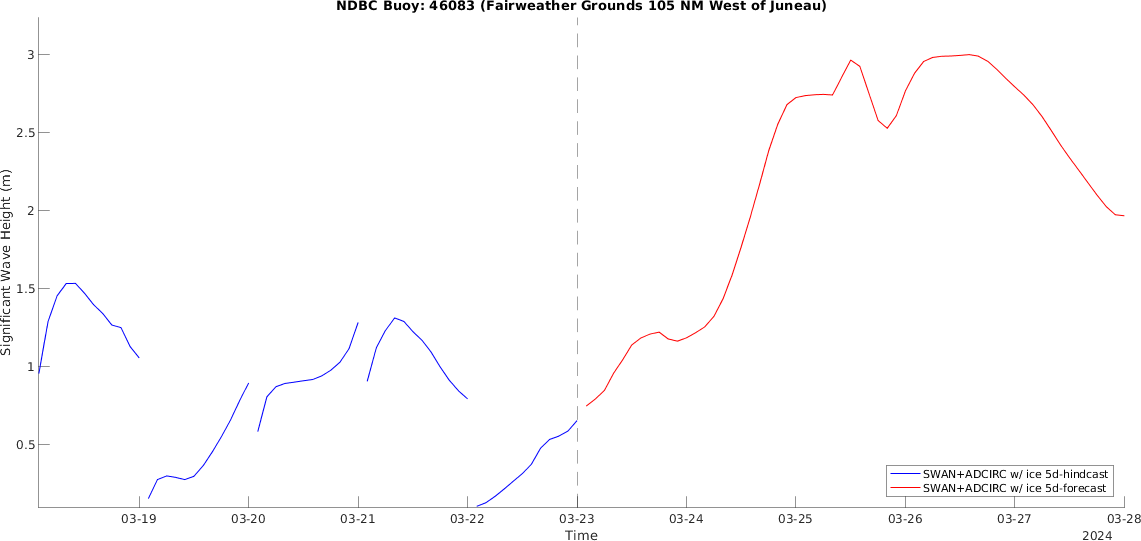 NDBC Buoy: 46083 (Fairweather Grounds 105 NM West of Juneau)
Significant Wave Height (m)
3
2.5
2
1.5
1
0.5
SWAN+ADCIRC w/ ice 5d-hindcast
SWAN+ADCIRC w/ ice 5d-forecast
03-19 03-20 03-21 03-22 03-23 03-24 03-25 03-26 03-27 03-28
Time
2024